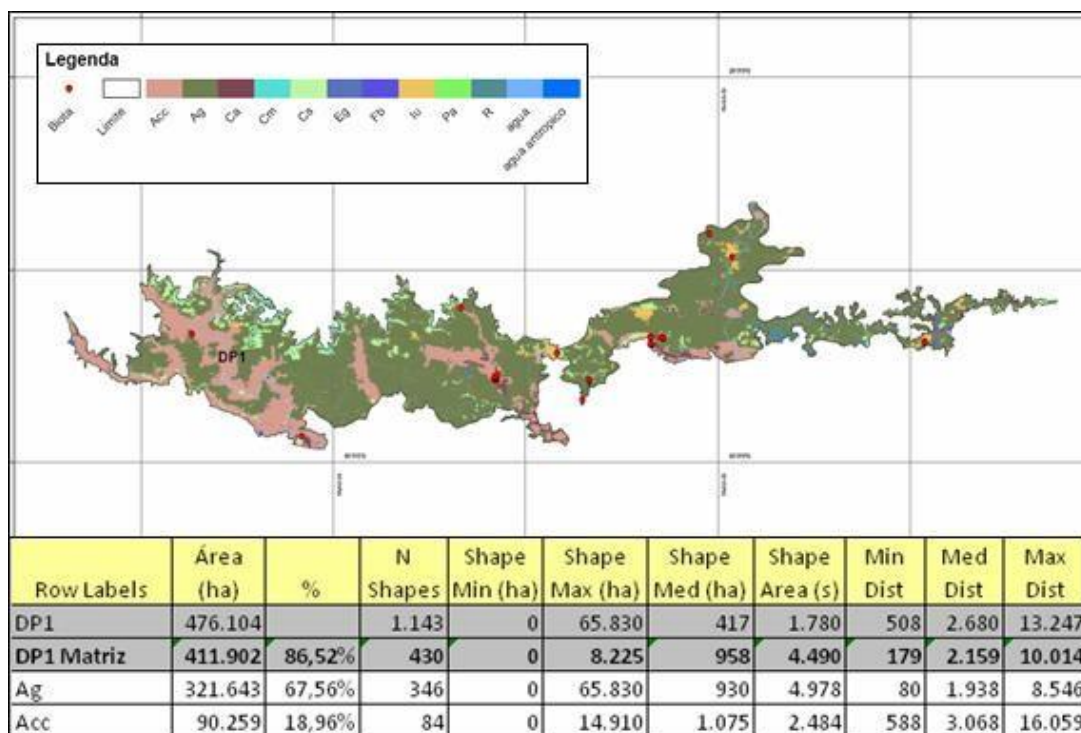 Legenda
Biota Limite Acc Ag Ca Cm Cs Eg Fb Iu Pa R agua agua antropico
DP1
Row Labels Área (ha) % N Shapes Shape Min (ha) Shape Max (ha) Shape Med (ha) Shape Area (s) Min Dist Med Dist Max Dist
DP1 476.104 1.143 0 65.830 417 1.780 508 2.680 13.247
DP1 Matriz 411.902 86,52% 430 0 8.225 958 4.490 179 2.159 10.014
Ag 321.643 67,56% 346 0 65.830 930 4.978 80 1.938 8.546
Acc 90.259 18,96% 84 0 14.910 1.075 2.484 588 3.068 16.059